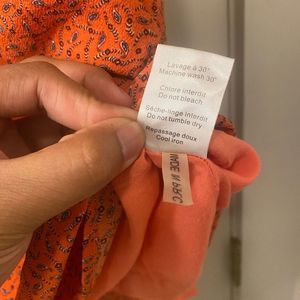 Lavage à 30°
Machine wash 30°
Chlore interdit
Do not bleach
Sèche-linge interdit
Do not tumble dry
Repassage doux
Cool iron
MADE IN P.R.C